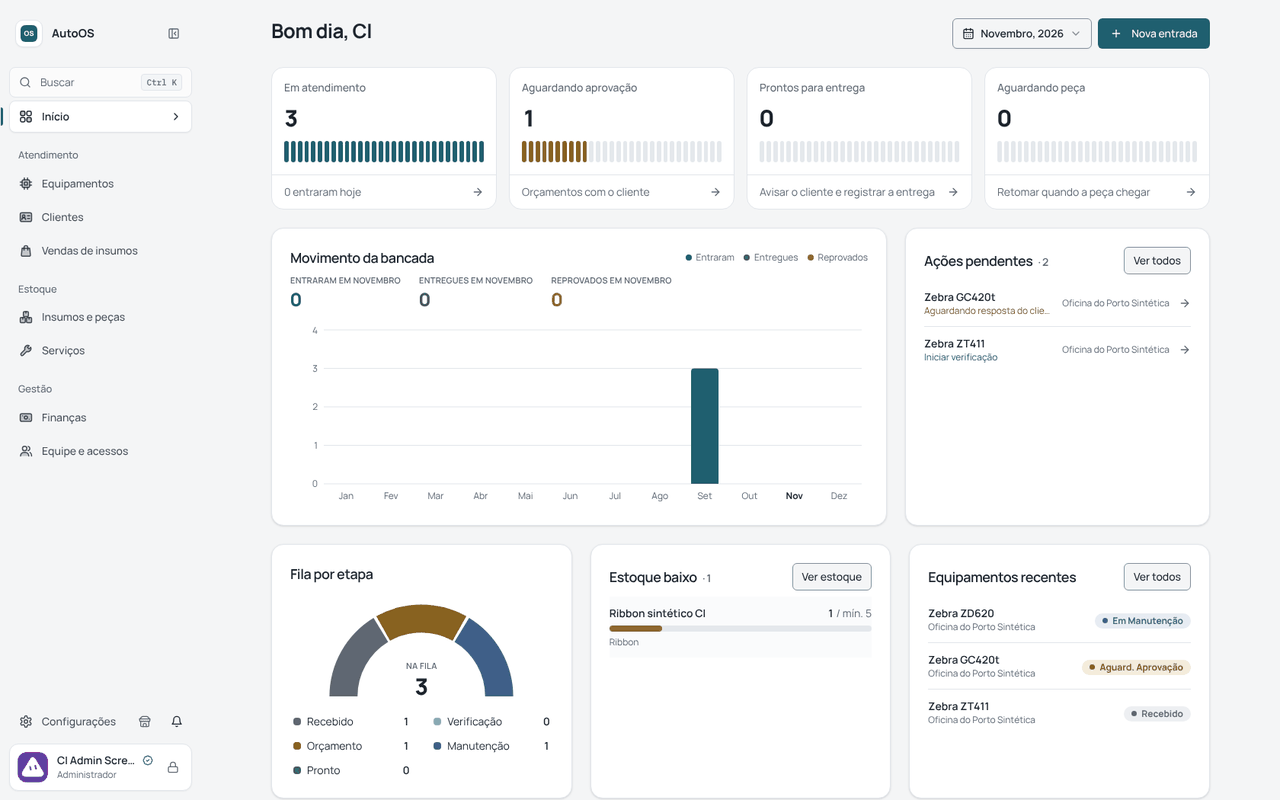 OS AutoOS
Buscar Ctrl K
Início
Atendimento
Equipamentos
Clientes
Vendas de insumos
Estoque
Insumos e peças
Serviços
Gestão
Finanças
Equipe e acessos
Configurações
CI Admin Scre...
Administrador
Bom dia, CI
Novembro, 2026
Nova entrada
Em atendimento
3
0 entraram hoje
Aguardando aprovação
1
Orçamentos com o cliente
Prontos para entrega
0
Avisar o cliente e registrar a entrega
Aguardando peça
0
Retomar quando a peça chegar
Movimento da bancada
Entraram Entregues Reprovados
ENTRARAM EM NOVEMBRO ENTREGUES EM NOVEMBRO REPROVADOS EM NOVEMBRO
0 0 0
4
3
2
1
0
Jan Fev Mar Abr Mai Jun Jul Ago Set Out Nov Dez
Ações pendentes · 2 Ver todos
Zebra GC420t
Aguardando resposta do clie... Oficina do Porto Sintética
Zebra ZT411
Iniciar verificação Oficina do Porto Sintética
Fila por etapa
NA FILA
3
Recebido 1 Verificação 0
Orçamento 1 Manutenção 1
Pronto 0
Estoque baixo · 1 Ver estoque
Ribbon sintético CI 1 / mín. 5
Ribbon
Equipamentos recentes Ver todos
Zebra ZD620
Oficina do Porto Sintética Em Manutenção
Zebra GC420t
Oficina do Porto Sintética Aguard. Aprovação
Zebra ZT411
Oficina do Porto Sintética Recebido